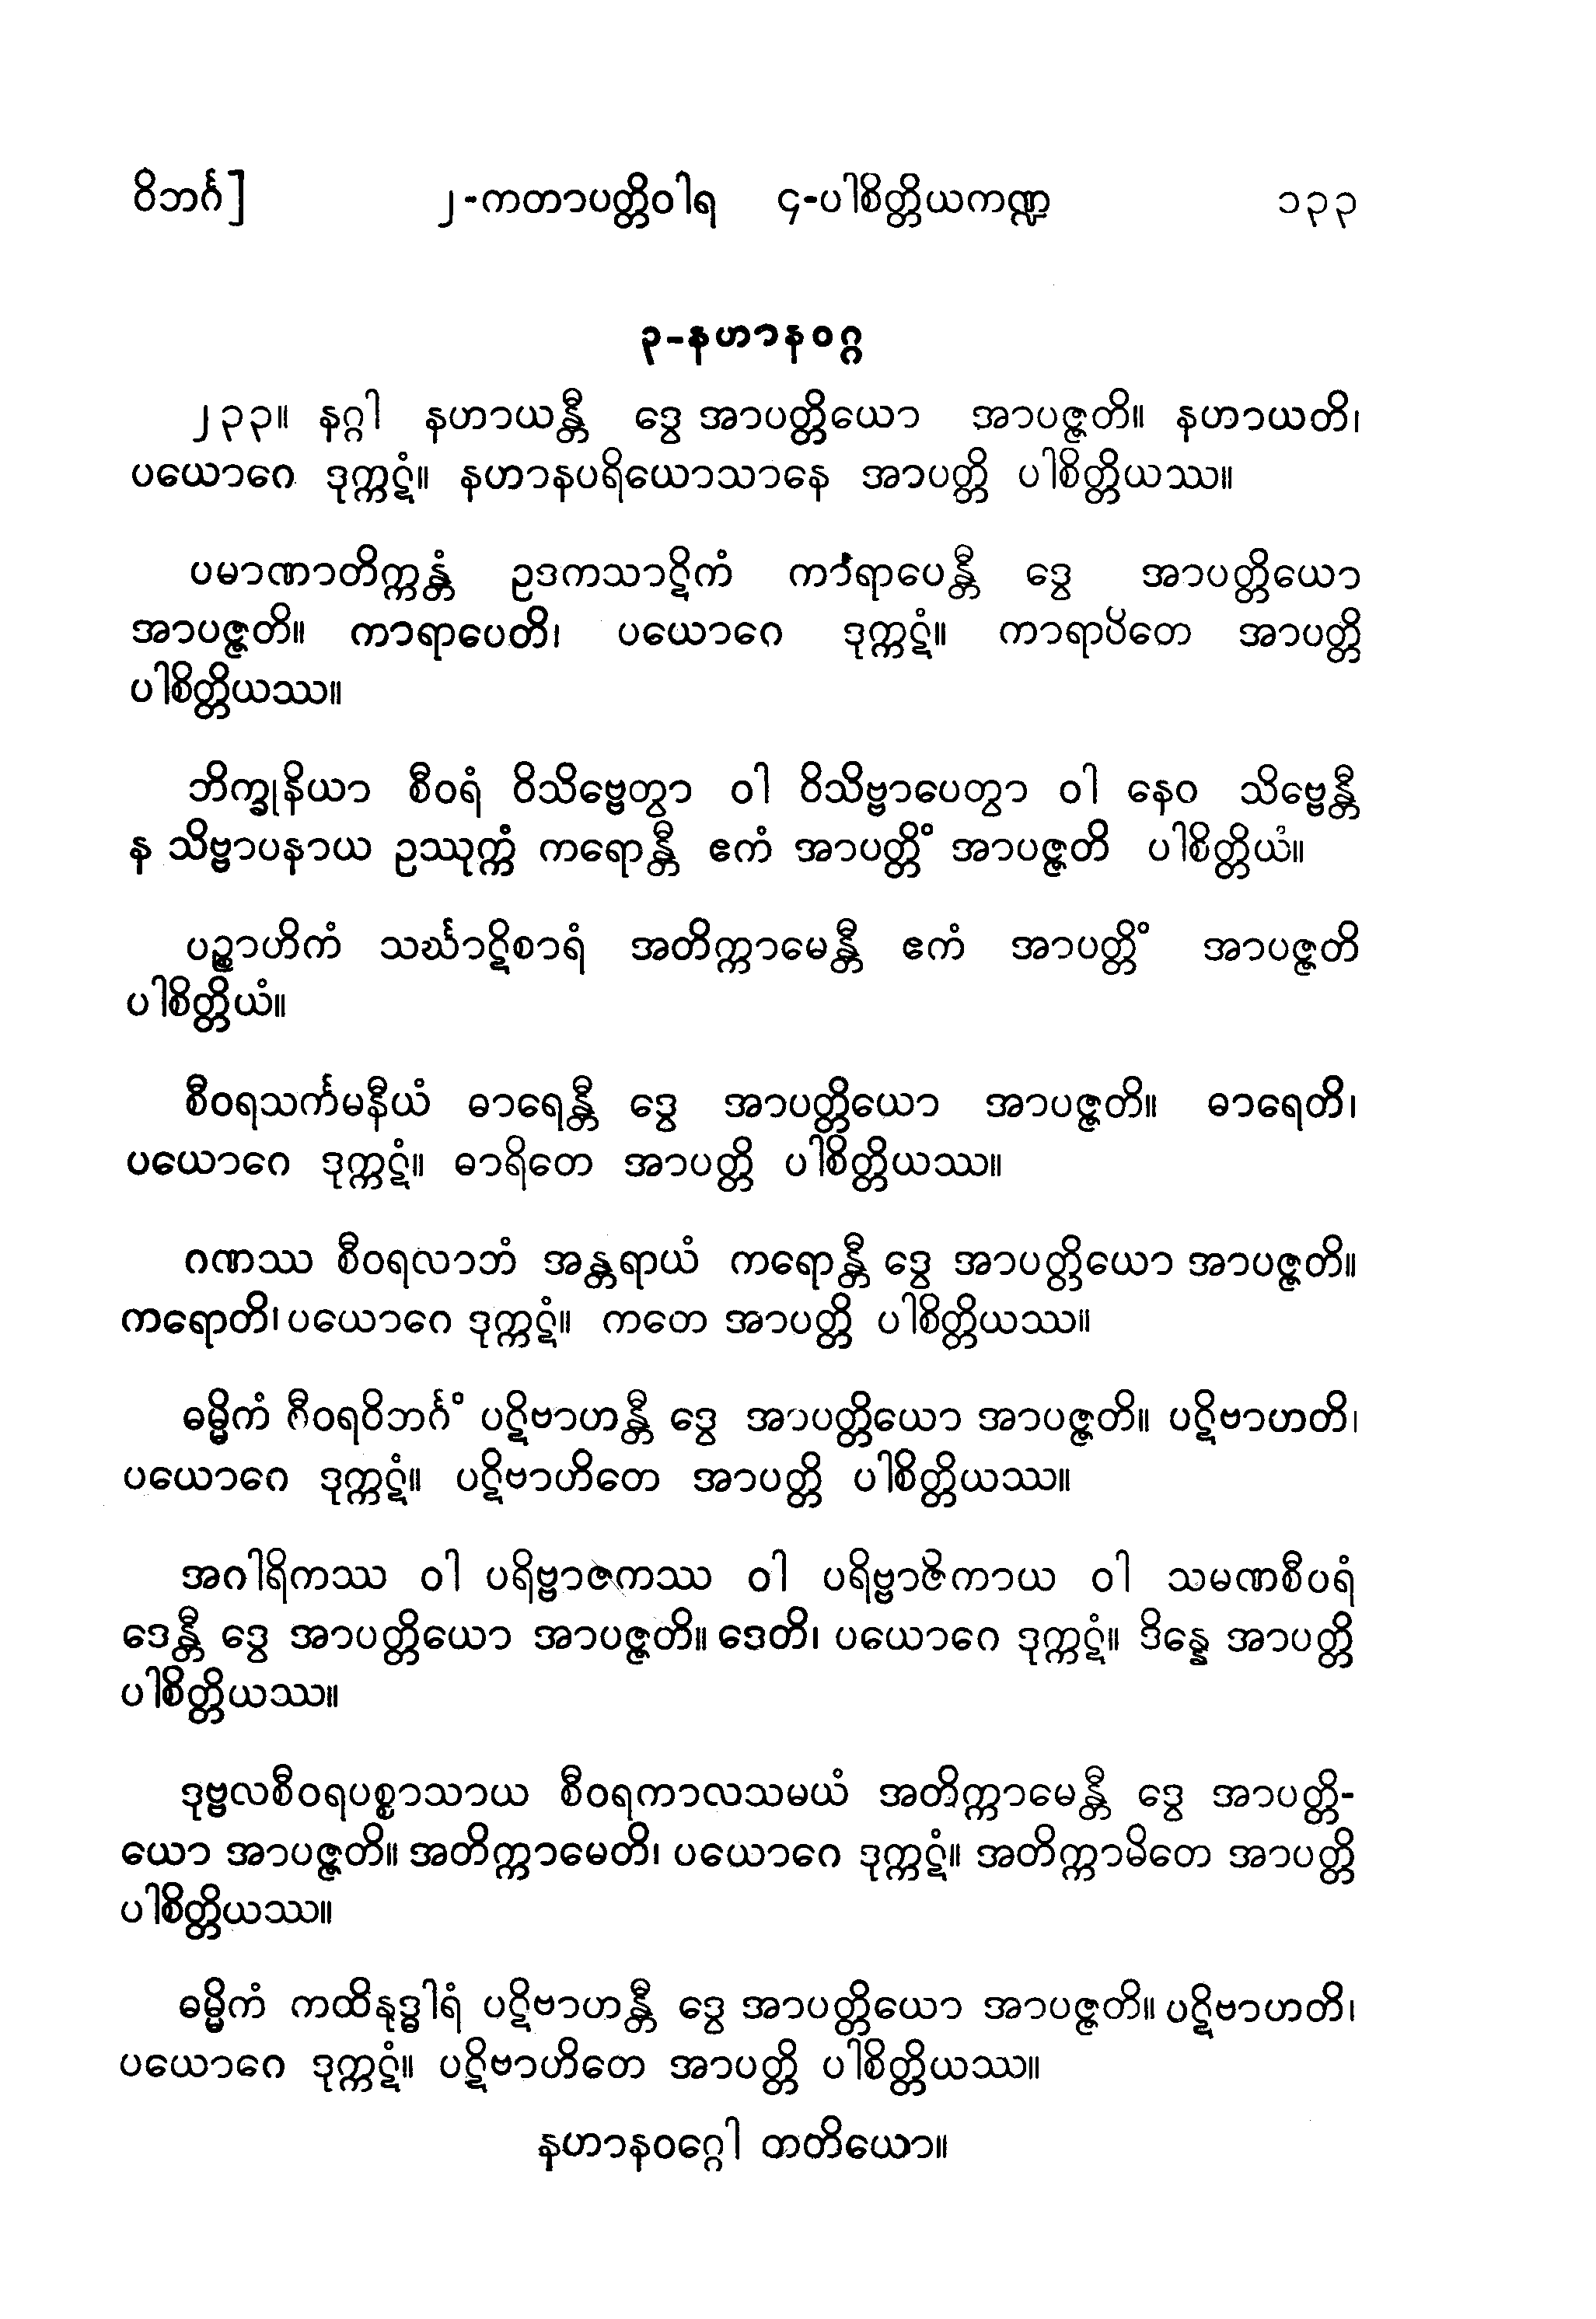 ဝိဘင်္ဂ]	၂-ကတာပတ္တိဝါရ ၄-ပါစိတ္တိယကဏ္ဍ	၁၃၃
၃-နဟာနဝဂ္ဂ
၂၃၃။ နဂ္ဂါ နဟာယန္တီ ဒွေ အာပတ္တိယော အာပဇ္ဇတိ။ နဟာယတိ၊
ပယောဂေ ဒုက္ကဋံ။ နဟာနပရိယောသာနေ အာပတ္တိ ပါစိတ္တိယဿ။
ပမာဏာတိက္ကန္တံ ဥဒကသာဋိကံ ကာရာပေန္တီ ဒွေ အာပတ္တိယော
အာပဇ္ဇတိ။ ကာရာပေတိ၊ ပယောဂေ ဒုက္ကဋံ။ ကာရာပိတေ အာပတ္တိ
ပါစိတ္တိယဿ။
ဘိက္ခုနိယာ စီဝရံ ဝိသိဗ္ဗေတွာ ဝါ ဝိသိဗ္ဗာပေတွာ ဝါ နေဝ သိဗ္ဗေန္တီ
န သိဗ္ဗာပနာယ ဥဿုက္ကံ ကရောန္တီ ဧကံ အာပတ္တိံ အာပဇ္ဇတိ ပါစိတ္တိယံ။
ပဉ္စာဟိကံ သင်္ဃာဋိစာရံ အတိက္ကာမေန္တီ ဧကံ အာပတ္တိံ အာပဇ္ဇတိ
ပါစိတ္တိယံ။
စီဝရသင်္ကမနီယံ ဓာရေန္တီ ဒွေ အာပတ္တိယော အာပဇ္ဇတိ။ ဓာရေတိ၊
ပယောဂေ ဒုက္ကဋံ။ ဓာရိတေ အာပတ္တိ ပါစိတ္တိယဿ။
ဂဏဿ စီဝရလာဘံ အန္တရာယံ ကရောန္တီ ဒွေ အာပတ္တိယော အာပဇ္ဇတိ။
ကရောတိ၊ ပယောဂေ ဒုက္ကဋံ။ ကတေ အာပတ္တိ ပါစိတ္တိယဿ။
ဓမ္မိကံ စီဝရဝိဘင်္ဂံ ပဋိဗာဟန္တီ ဒွေ အာပတ္တိယော အာပဇ္ဇတိ။ ပဋိဗာဟတိ၊
ပယောဂေ ဒုက္ကဋံ။ ပဋိဗာဟိတေ အာပတ္တိ ပါစိတ္တိယဿ။
အဂါရိကဿ ဝါ ပရိဗ္ဗာဇကဿ ဝါ ပရိဗ္ဗာဇိကာယ ဝါ သမဏစီဝရံ
ဒေန္တီ ဒွေ အာပတ္တိယော အာပဇ္ဇတိ။ ဒေတိ၊ ပယောဂေ ဒုက္ကဋံ။ ဒိန္နေ အာပတ္တိ
ပါစိတ္တိယဿ။
ဒုဗ္ဗလစီဝရပစ္စာသာယ စီဝရကာလသမယံ အတိက္ကာမေန္တီ ဒွေ အာပတ္တိ-
ယော အာပဇ္ဇတိ။ အတိက္ကာမေတိ၊ ပယောဂေ ဒုက္ကဋံ။ အတိက္ကာမိတေ အာပတ္တိ
ပါစိတ္တိယဿ။
ဓမ္မိကံ ကထိနုဒ္ဓါရံ ပဋိဗာဟန္တီ ဒွေ အာပတ္တိယော အာပဇ္ဇတိ။ ပဋိဗာဟတိ၊
ပယောဂေ ဒုက္ကဋံ။ ပဋိဗာဟိတေ အာပတ္တိ ပါစိတ္တိယဿ။
နဟာနဝဂ္ဂေါ တတိယော။